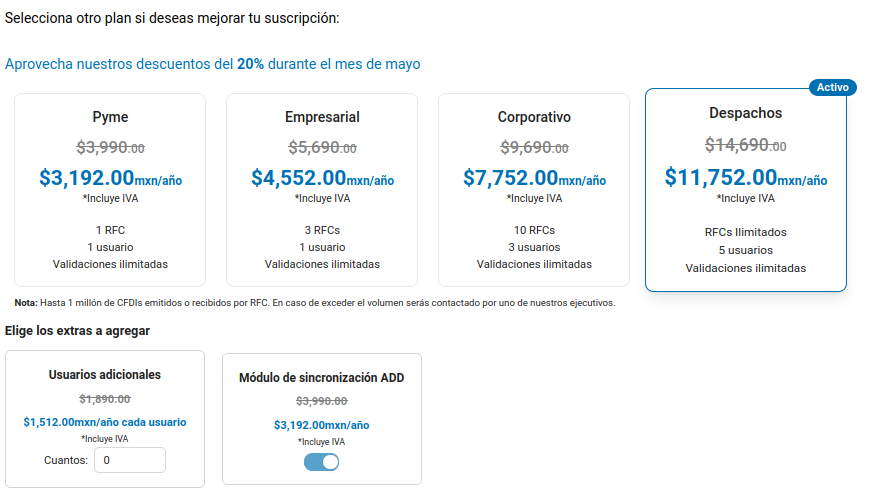 Selecciona otro plan si deseas mejorar tu suscripción:
Aprovecha nuestros descuentos del 20% durante el mes de mayo
Pyme
$3,990.00
$3,192.00mxn/año
*Incluye IVA
1 RFC
1 usuario
Validaciones ilimitadas
Empresarial
$5,690.00
$4,552.00mxn/año
*Incluye IVA
3 RFCs
1 usuario
Validaciones ilimitadas
Corporativo
$9,690.00
$7,752.00mxn/año
*Incluye IVA
10 RFCs
3 usuarios
Validaciones ilimitadas
Activo
Despachos
$14,690.00
$11,752.00mxn/año
*Incluye IVA
RFCs Ilimitados
5 usuarios
Validaciones ilimitadas
Nota: Hasta 1 millón de CFDIs emitidos o recibidos por RFC. En caso de exceder el volumen serás contactado por uno de nuestros ejecutivos.
Elige los extras a agregar
Usuarios adicionales
$1,890.00
$1,512.00mxn/año cada usuario
*Incluye IVA
Cuantos: 0
Módulo de sincronización ADD
$3,990.00
$3,192.00mxn/año
*Incluye IVA